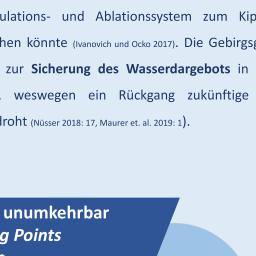 ulations- und Ablationssystem zum Kip
hen könnte (Ivanovich und Ocko 2017). Die Gebirgsg
zur Sicherung des Wasserdargebots in
weswegen ein Rückgang zukünftige
droht (Nüsser 2018: 17, Maurer et. al. 2019: 1).
unumkehrbar
g Points